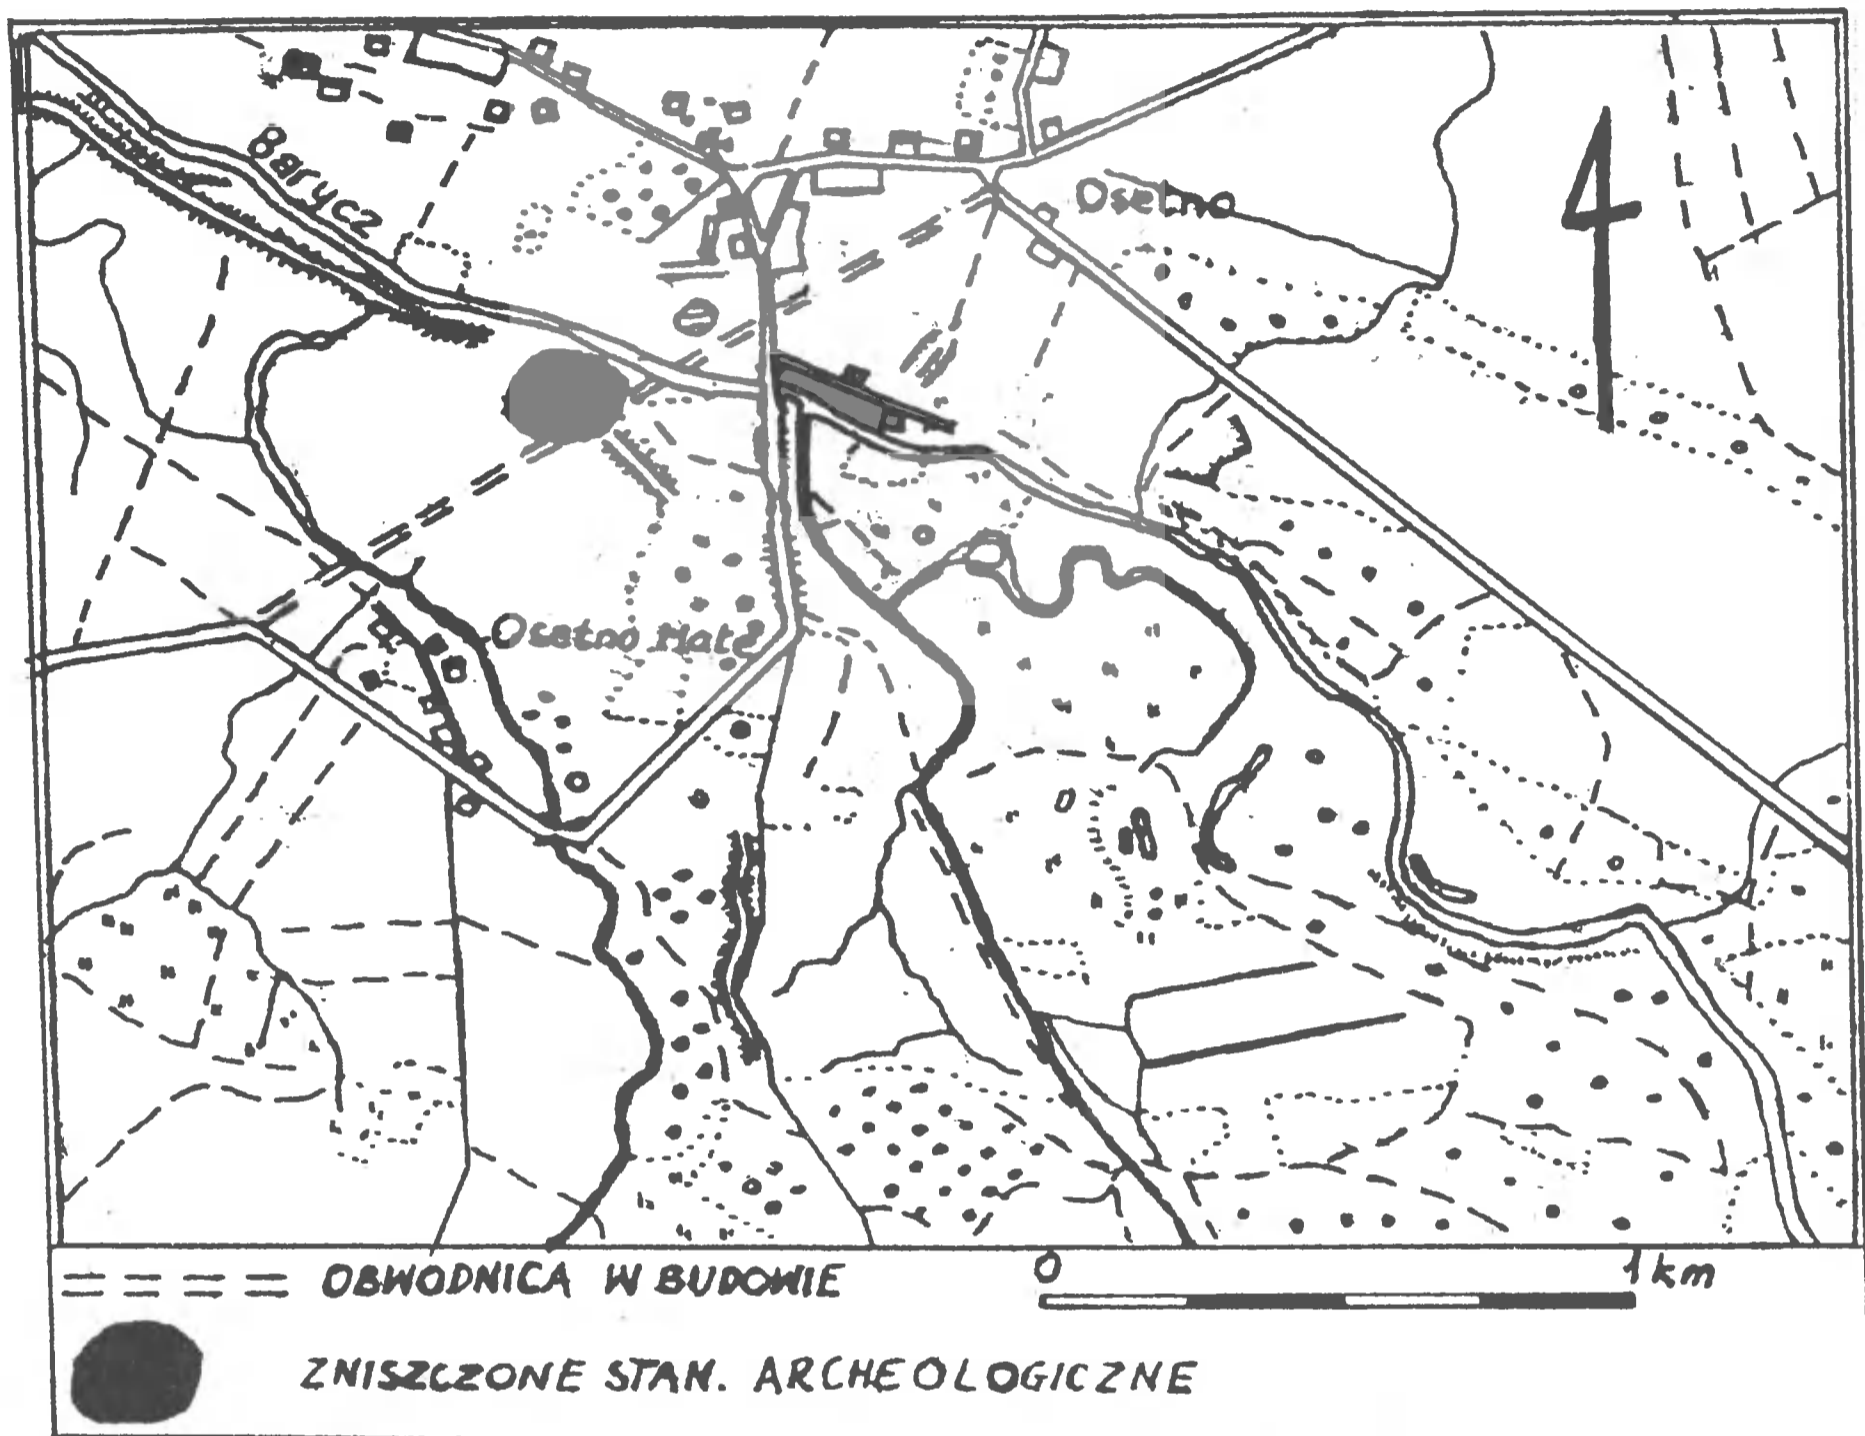 Barycz
Osetno
Osetno Małe
OBWODNICA W BUDOWIE
0 1 km
ZNISZCZONE STAN. ARCHEOLOGICZNE